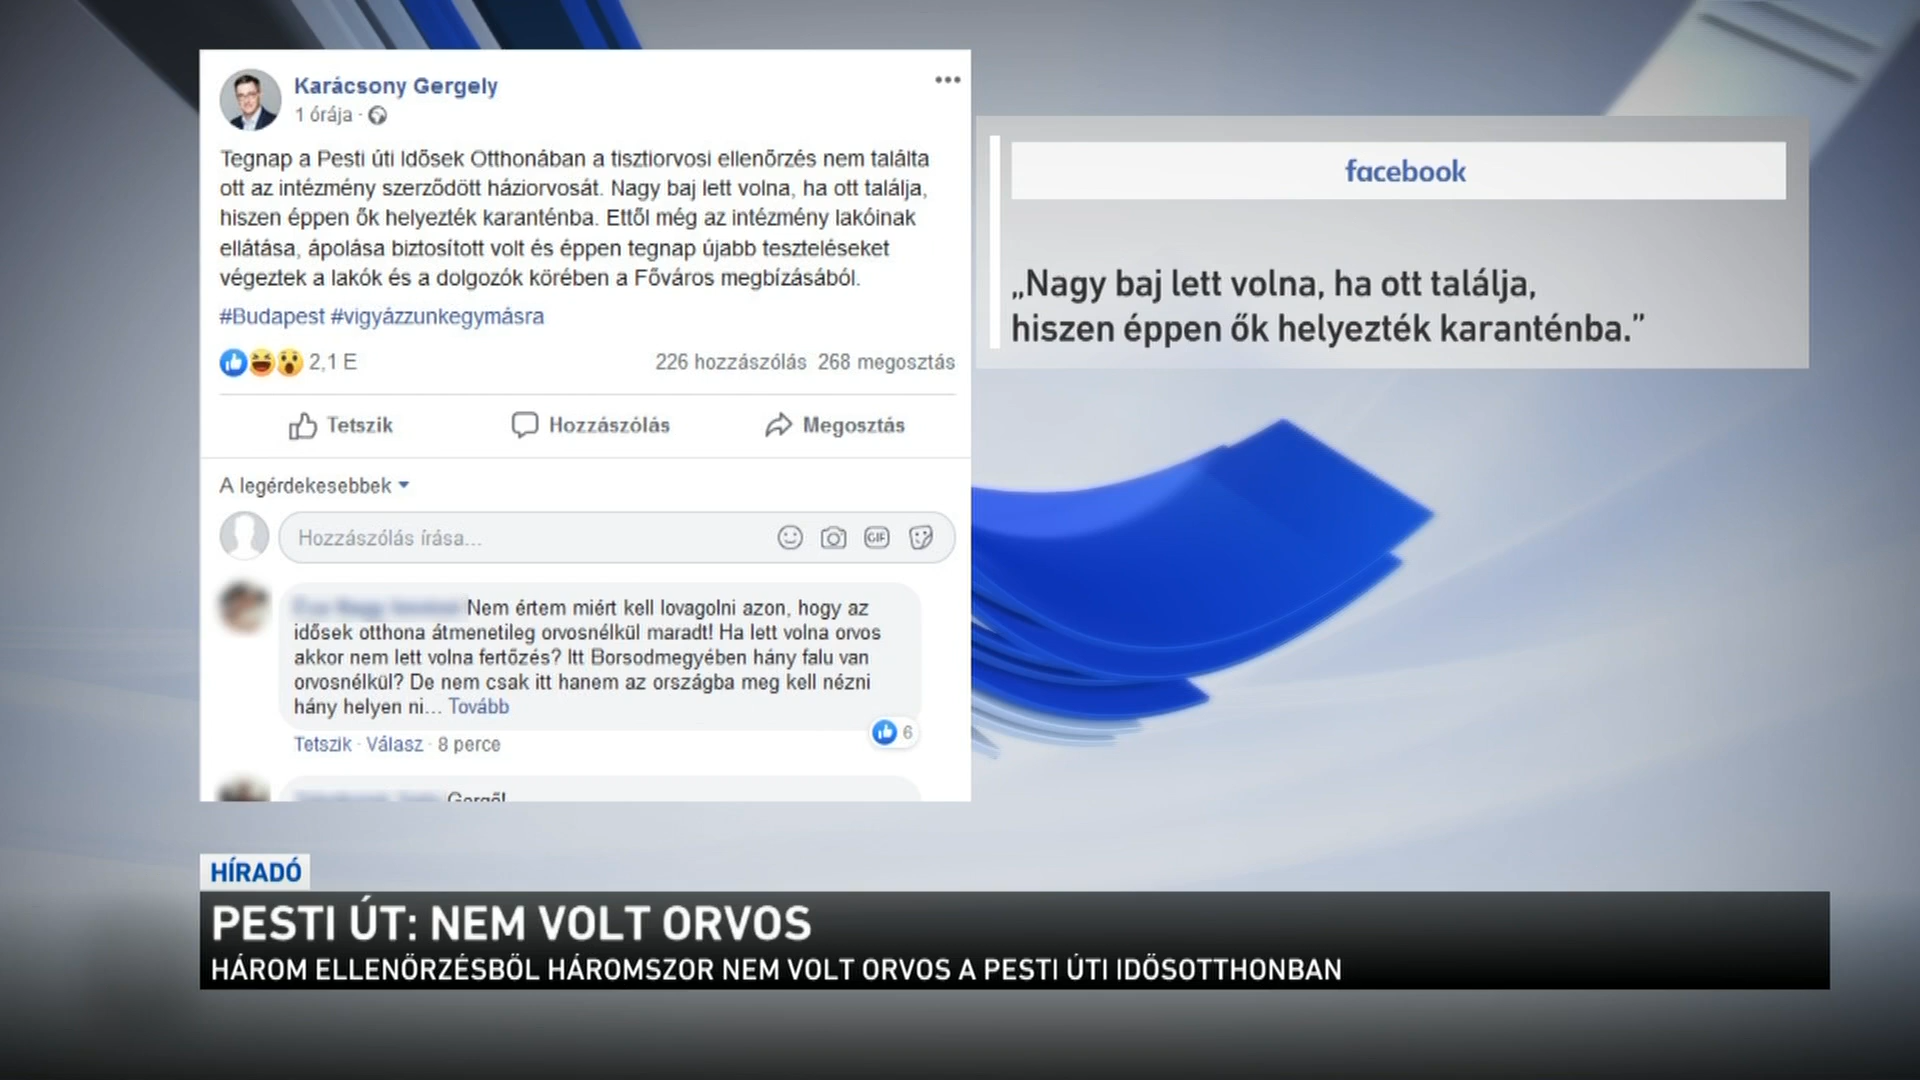 Karácsony Gergely
1 órája ·
Tegnap a Pesti úti Idősek Otthonában a tisztiorvosi ellenőrzés nem találta
ott az intézmény szerződött háziorvosát. Nagy baj lett volna, ha ott találja,
hiszen éppen ők helyezték karanténba. Ettől még az intézmény lakóinak
ellátása, ápolása biztosított volt és éppen tegnap újabb teszteléseket
végeztek a lakók és a dolgozók körében a Főváros megbízásából.
#Budapest #vigyázzunkegymásra
2,1 E 226 hozzászólás 268 megosztás
Tetszik Hozzászólás Megosztás
A legérdekesebbek
Hozzászólás írása...
GIF
Nem értem miért kell lovagolni azon, hogy az
idősek otthona átmenetileg orvosnélkül maradt! Ha lett volna orvos
akkor nem lett volna fertőzés? Itt Borsodmegyében hány falu van
orvosnélkül? De nem csak itt hanem az országba meg kell nézni
hány helyen ni... Tovább
6
Tetszik · Válasz · 8 perce
facebook
„Nagy baj lett volna, ha ott találja,
hiszen éppen ők helyezték karanténba.”
HÍRADÓ
PESTI ÚT: NEM VOLT ORVOS
HÁROM ELLENŐRZÉSBŐL HÁROMSZOR NEM VOLT ORVOS A PESTI ÚTI IDŐSOTTHONBAN